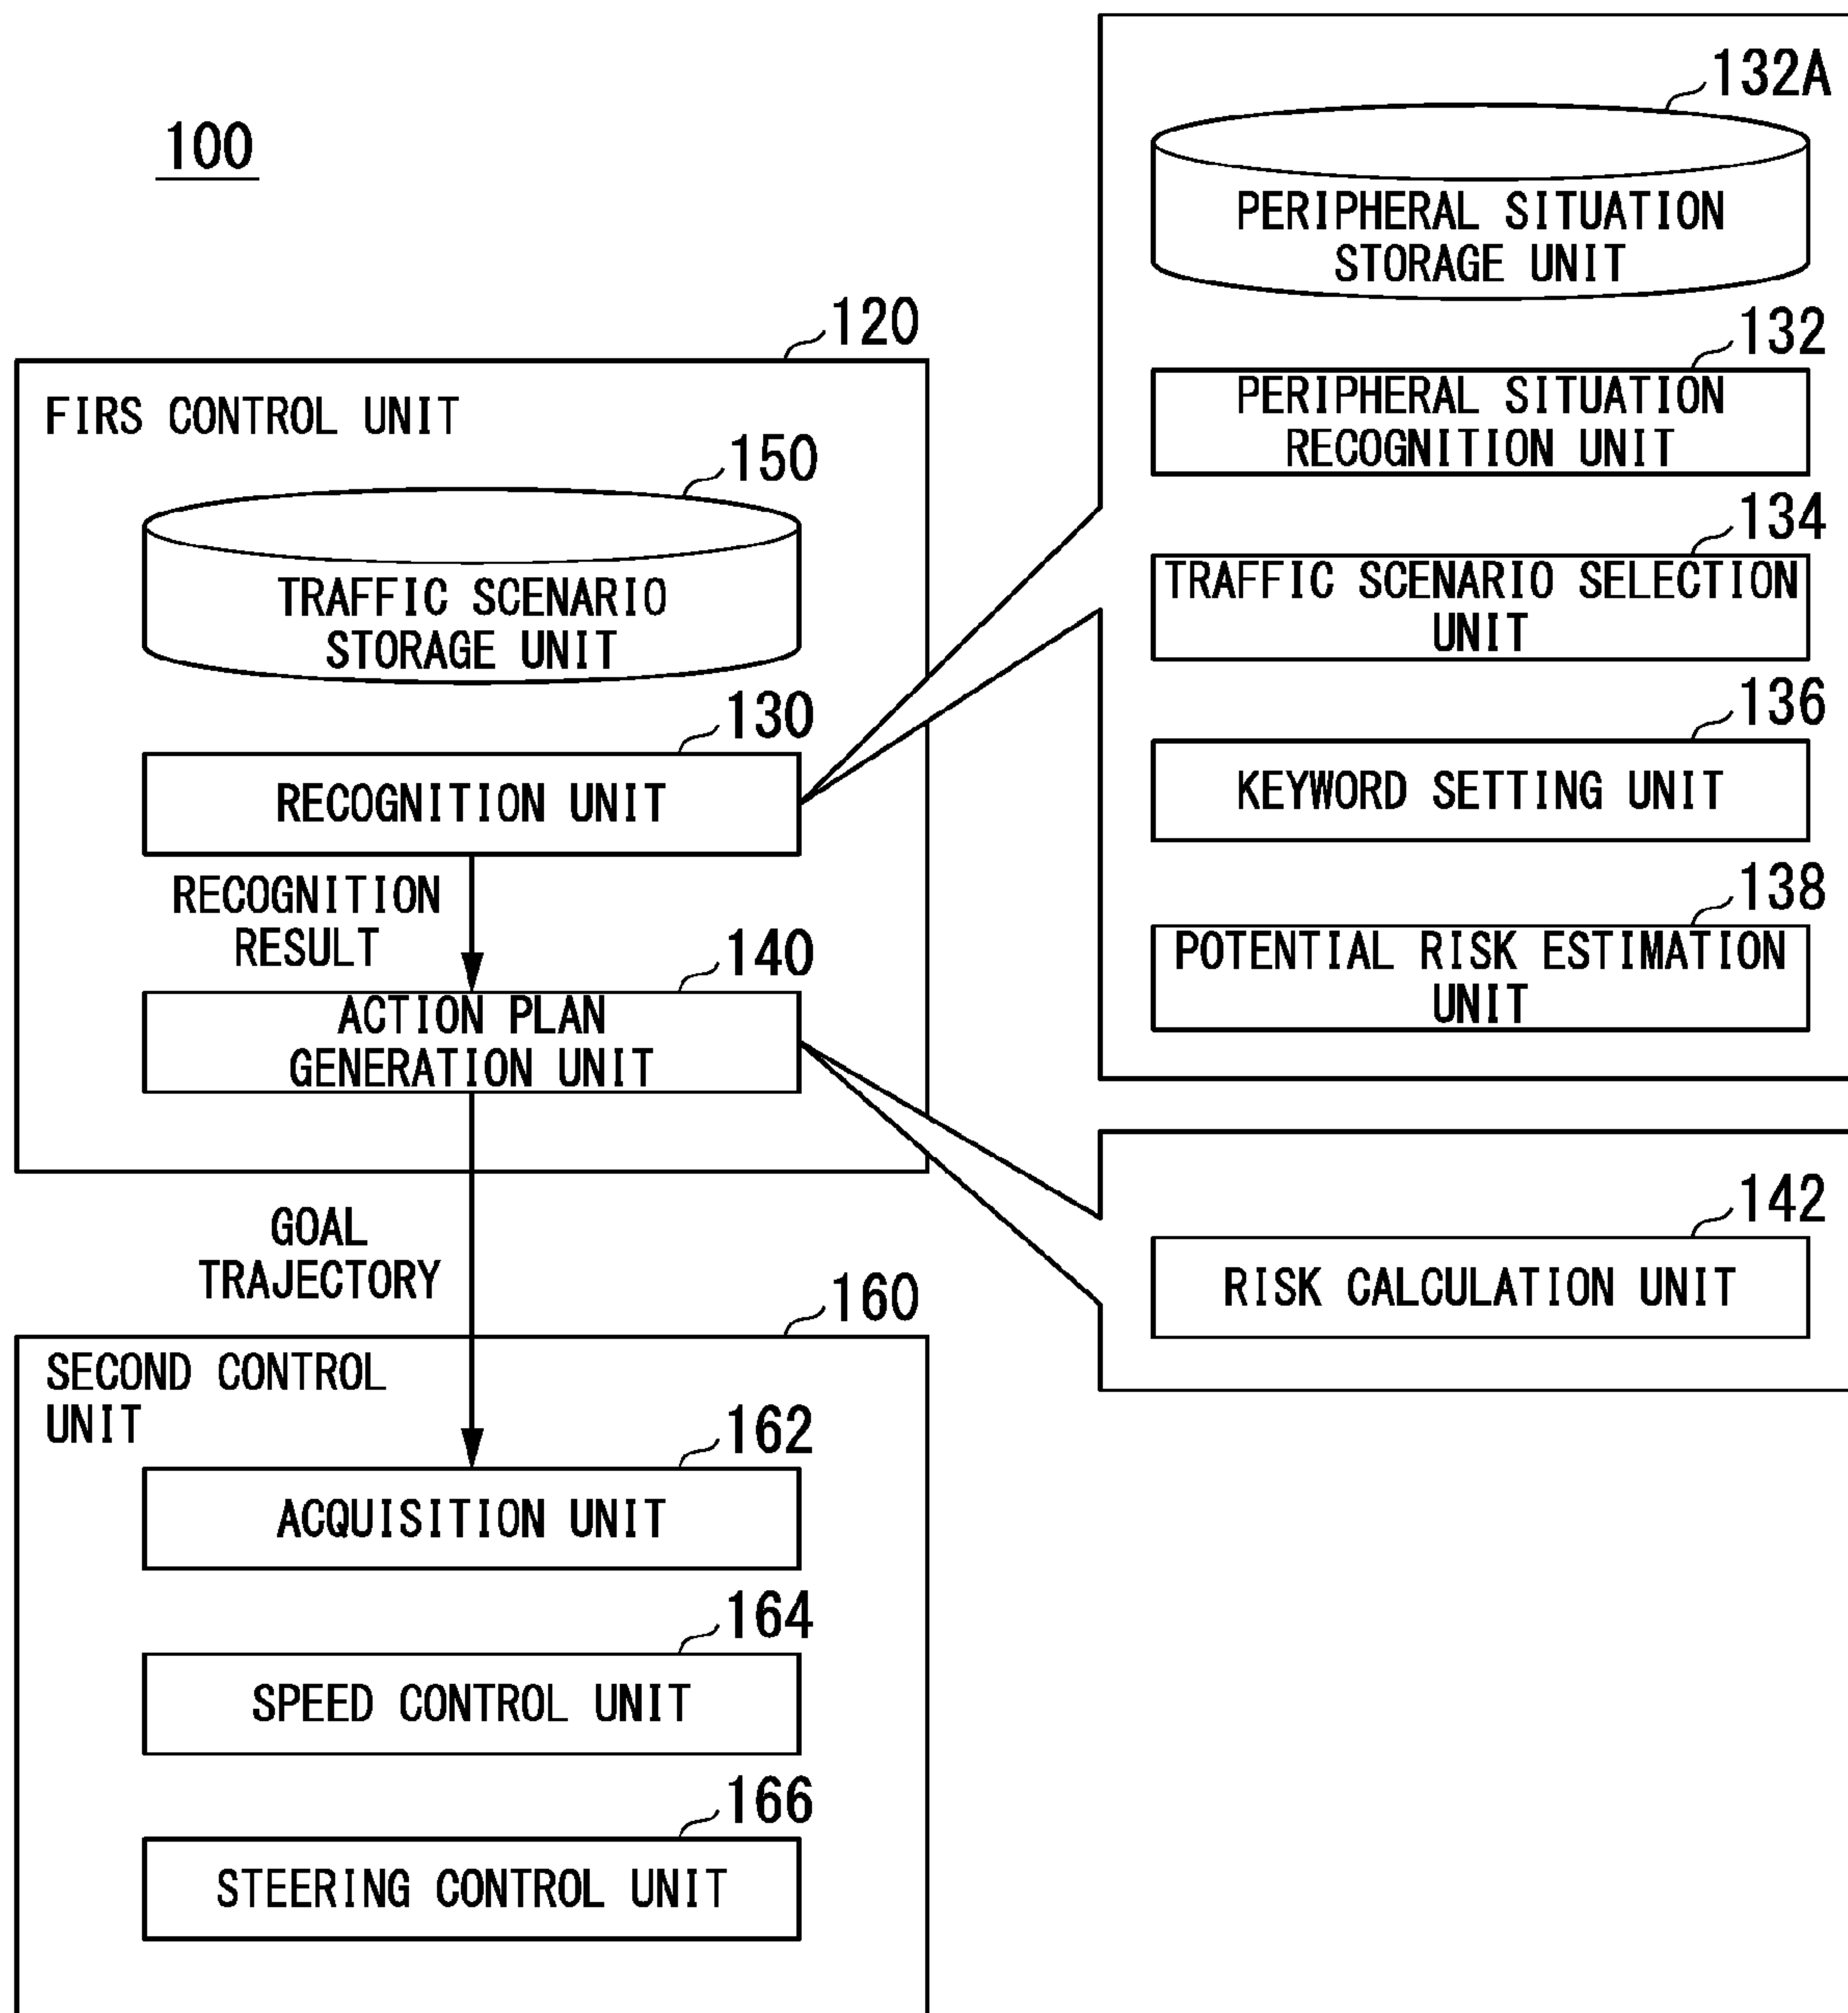 100
120
FIRS CONTROL UNIT
150
TRAFFIC SCENARIO
STORAGE UNIT
130
RECOGNITION UNIT
RECOGNITION
RESULT
140
ACTION PLAN
GENERATION UNIT
GOAL
TRAJECTORY
160
SECOND CONTROL
UNIT
162
ACQUISITION UNIT
164
SPEED CONTROL UNIT
166
STEERING CONTROL UNIT
132A
PERIPHERAL SITUATION
STORAGE UNIT
132
PERIPHERAL SITUATION
RECOGNITION UNIT
134
TRAFFIC SCENARIO SELECTION
UNIT
136
KEYWORD SETTING UNIT
138
POTENTIAL RISK ESTIMATION
UNIT
142
RISK CALCULATION UNIT